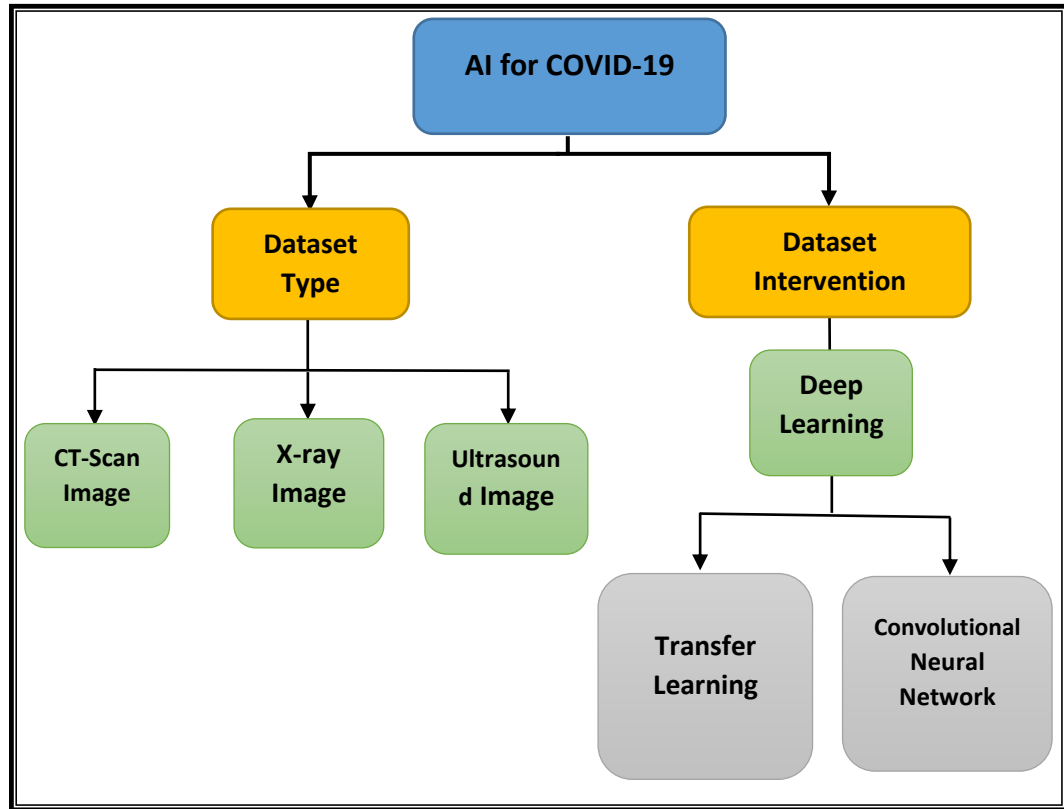 AI for COVID-19
Dataset
Type
Dataset
Intervention
Deep
Learning
CT-Scan
Image
X-ray
Image
Ultrasoun
d Image
Transfer
Learning
Convolutional
Neural
Network